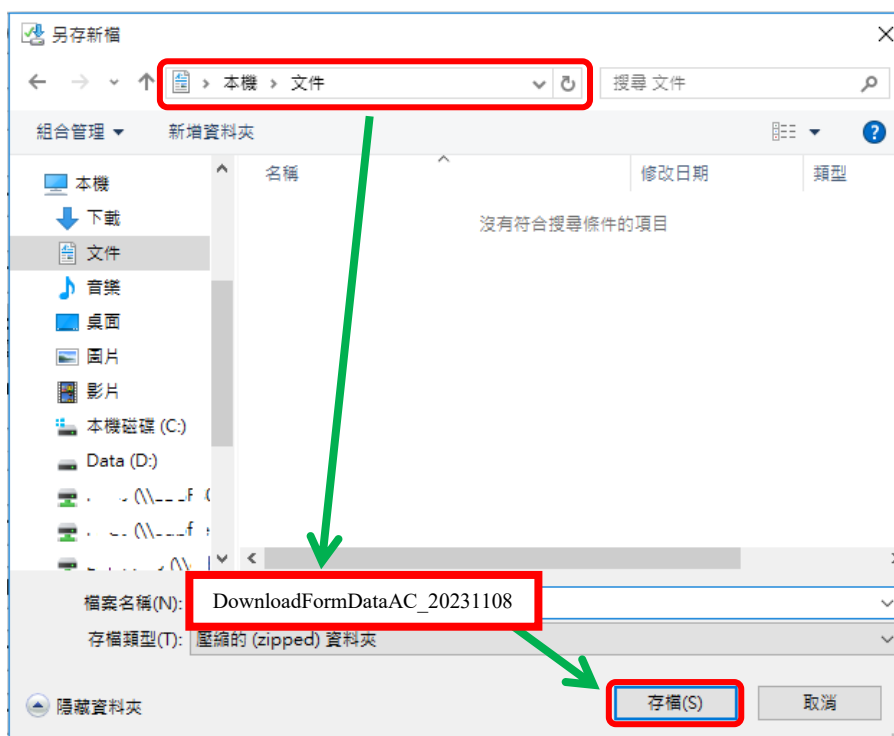 另存新檔
本機 › 文件
搜尋 文件
組合管理
新增資料夾
名稱
修改日期
類型
沒有符合搜尋條件的項目
本機
下載
文件
音樂
桌面
圖片
影片
本機磁碟 (C:)
Data (D:)
檔案名稱(N): DownloadFormDataAC_20231108
存檔類型(T): 壓縮的 (zipped) 資料夾
隱藏資料夾
存檔(S)
取消